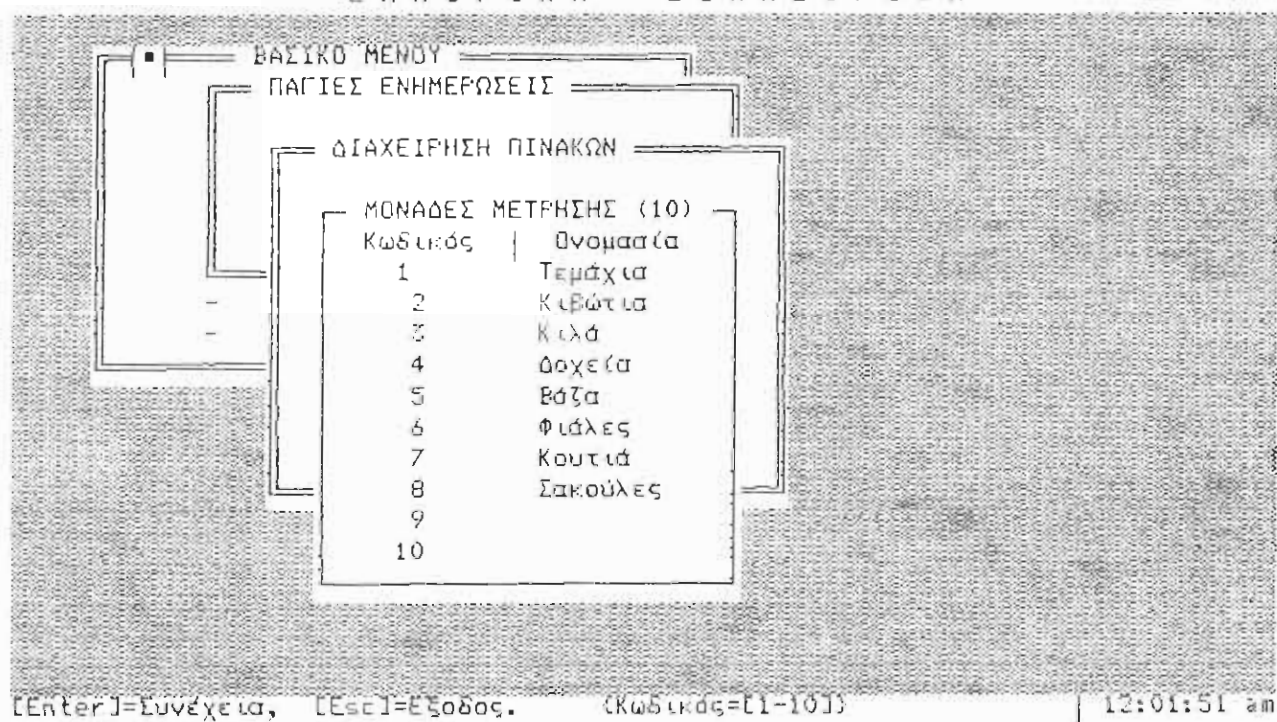 ΒΑΣΙΚΟ ΜΕΝΟΥ
ΠΑΓΙΕΣ ΕΝΗΜΕΡΩΣΕΙΣ
ΔΙΑΧΕΙΡΗΣΗ ΠΙΝΑΚΩΝ
ΜΟΝΑΔΕΣ ΜΕΤΡΗΣΗΣ (10)
Κωδικός | Ονομασία
1 Τεμάχια
2 Κιβώτια
3 Κιλά
4 Δοχεία
5 Βάζα
6 Φιάλες
7 Κουτιά
8 Σακούλες
9
10
[Enter]=Συνέχεια, [Esc]=Εξοδος. (Κωδικός=[1-10]) | 12:01:51 am